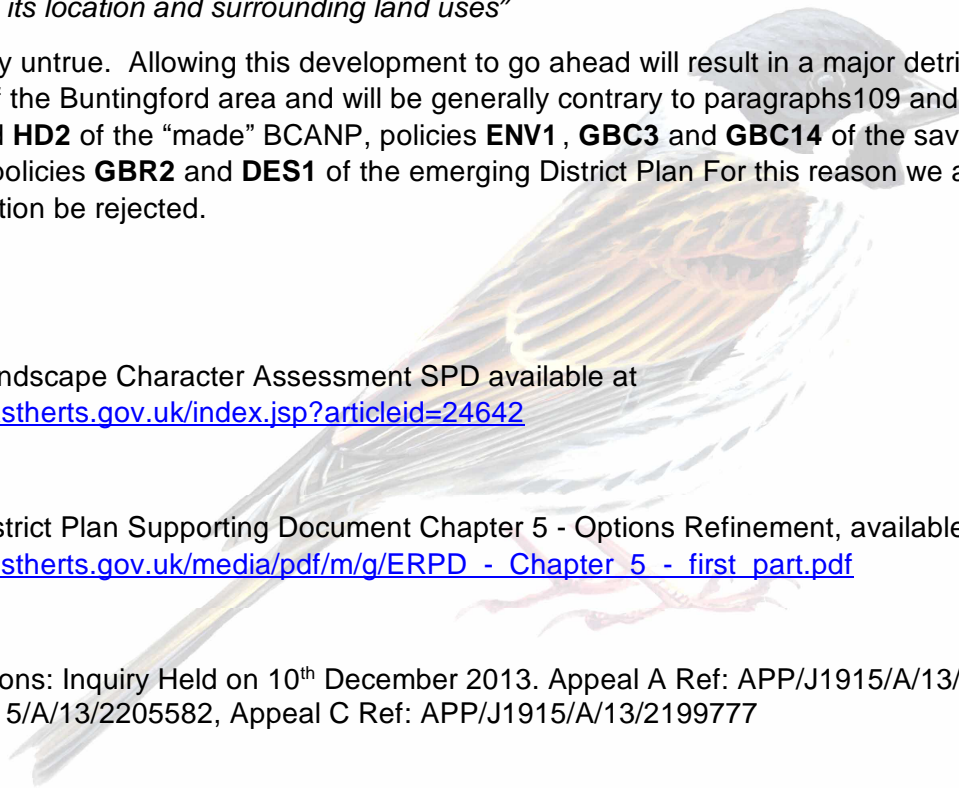 its location and surrounding land uses”
y untrue. Allowing this development to go ahead will result in a major detri
f the Buntingford area and will be generally contrary to paragraphs109 and
HD2 of the “made” BCANP, policies ENV1 , GBC3 and GBC14 of the sav
policies GBR2 and DES1 of the emerging District Plan For this reason we a
tion be rejected.
ndscape Character Assessment SPD available at
stherts.gov.uk/index.jsp?articleid=24642
strict Plan Supporting Document Chapter 5 - Options Refinement, available
stherts.gov.uk/media/pdf/m/g/ERPD_-_Chapter_5_-_first_part.pdf
ons: Inquiry Held on 10th December 2013. Appeal A Ref: APP/J1915/A/13/
5/A/13/2205582, Appeal C Ref: APP/J1915/A/13/2199777